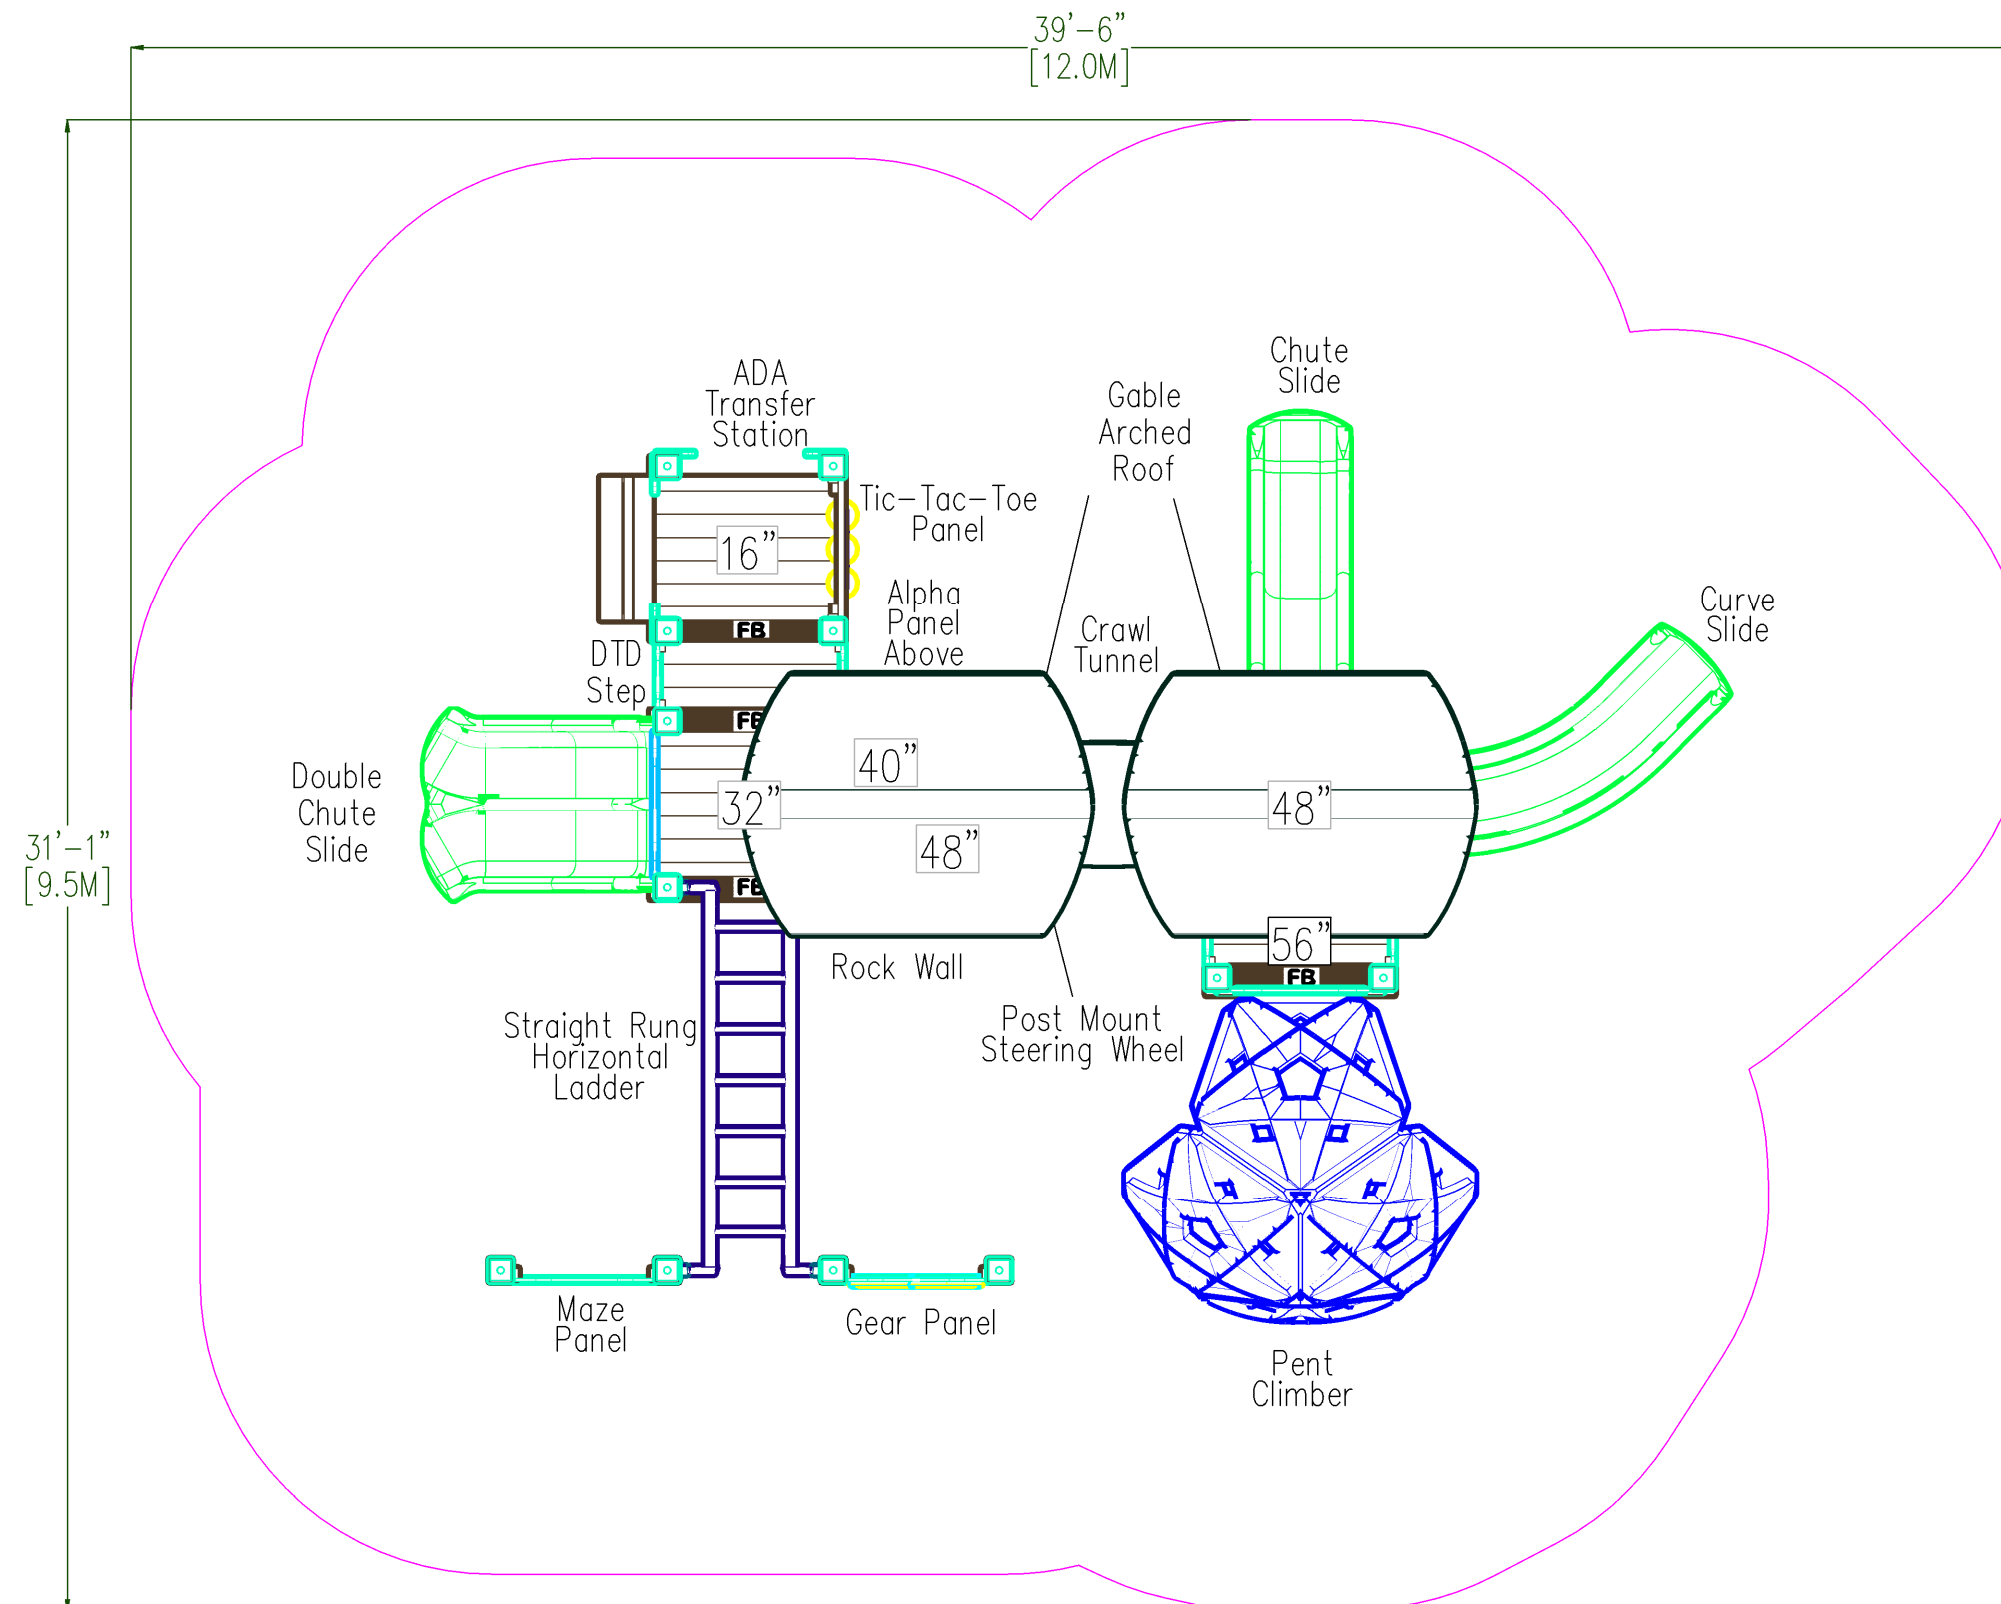 39'-6"
[12.0M]
Chute
Slide
ADA
Transfer
Station
Gable
Arched
Roof
Tic-Tac-Toe
Panel
16"
Alpha
Panel
Above
Curve
Slide
FB
Crawl
Tunnel
DTD
Step
FB
40"
Double
Chute
Slide
32"
48"
48"
31'-1"
[9.5M]
FB
56"
FB
Rock Wall
Straight Rung
Horizontal
Ladder
Post Mount
Steering Wheel
Maze
Panel
Gear Panel
Pent
Climber